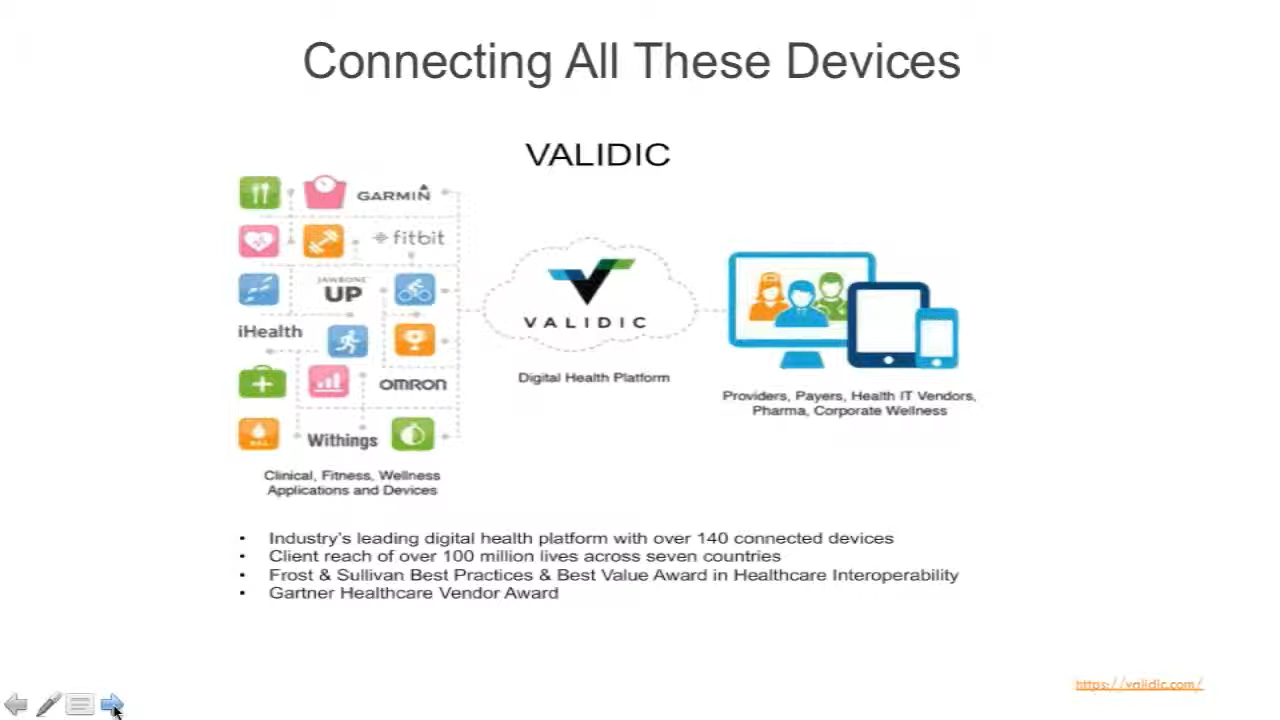 Connecting All These Devices
VALIDIC
GARMIN
fitbit
JAWBONE
UP
iHealth
OMRON
Withings
VALIDIC
Digital Health Platform
Providers, Payers, Health IT Vendors,
Pharma, Corporate Wellness
Clinical, Fitness, Wellness
Applications and Devices
• Industry's leading digital health platform with over 140 connected devices
• Client reach of over 100 million lives across seven countries
• Frost & Sullivan Best Practices & Best Value Award in Healthcare Interoperability
• Gartner Healthcare Vendor Award
https://validic.com/